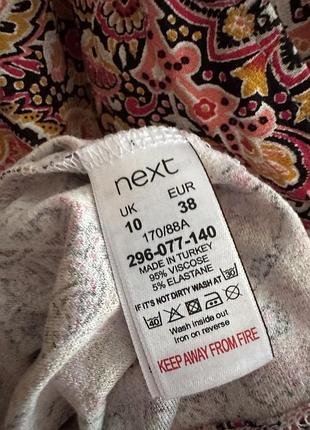 next
UK EUR
10 38
170/88A
296-077-140
MADE IN TURKEY
95% VISCOSE
5% ELASTANE
IF IT'S NOT DIRTY WASH AT 30
40
Wash inside out
Iron on reverse
KEEP AWAY FROM FIRE